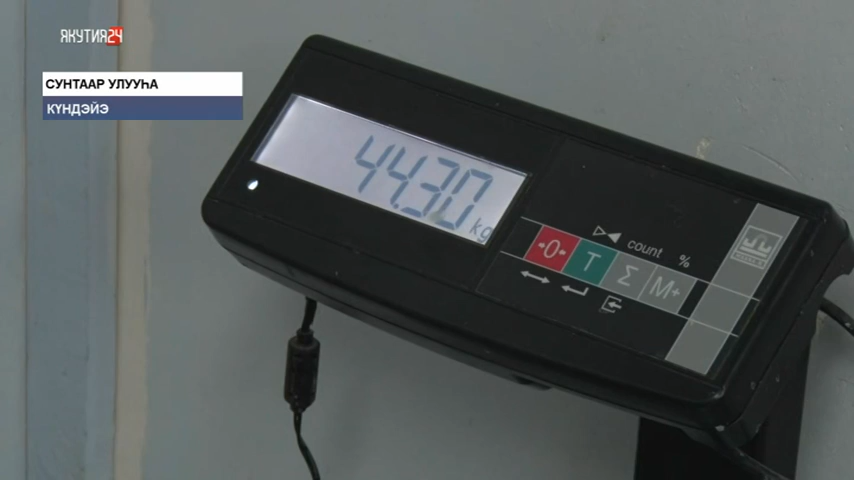 ЯКУТИЯ24
СУНТААР УЛУУҺА
КҮНДЭЙЭ
44.30 kg
count %
→0← T Σ M+